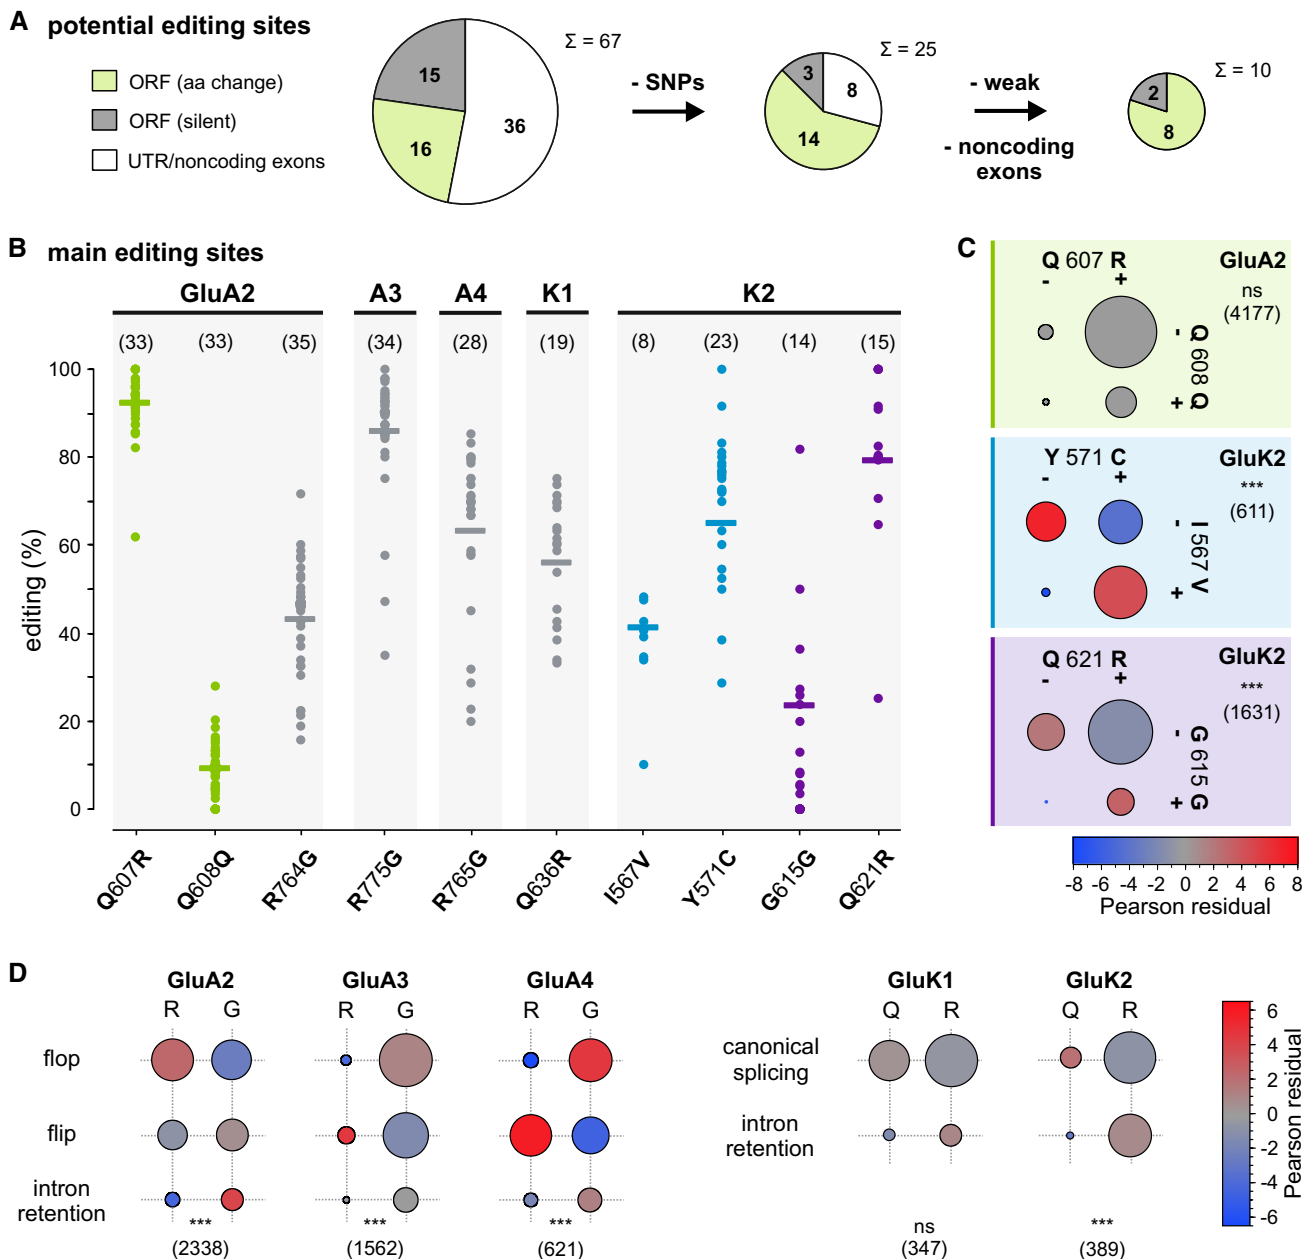 A potential editing sites
ORF (aa change)
ORF (silent)
UTR/noncoding exons
15
16
36
Σ = 67
- SNPs
3
8
14
Σ = 25
- weak
- noncoding
exons
2
8
Σ = 10
B main editing sites
GluA2 A3 A4 K1 K2
(33) (33) (35) (34) (28) (19) (8) (23) (14) (15)
editing (%)
100
80
60
40
20
0
Q607R Q608Q R764G R775G R765G Q636R I567V Y571C G615G Q621R
C
Q 607 R
- +
GluA2
ns
(4177)
- Q 608 Q +
Y 571 C
- +
GluK2
***
(611)
- I 567 V +
Q 621 R
- +
GluK2
***
(1631)
- G 615 G +
-8 -6 -4 -2 0 2 4 6 8
Pearson residual
D
GluA2 GluA3 GluA4
R G R G R G
flop
flip
intron
retention
*** *** ***
(2338) (1562) (621)
GluK1 GluK2
Q R Q R
canonical
splicing
intron
retention
ns ***
(347) (389)
6
4
2
0
-2
-4
-6
Pearson residual